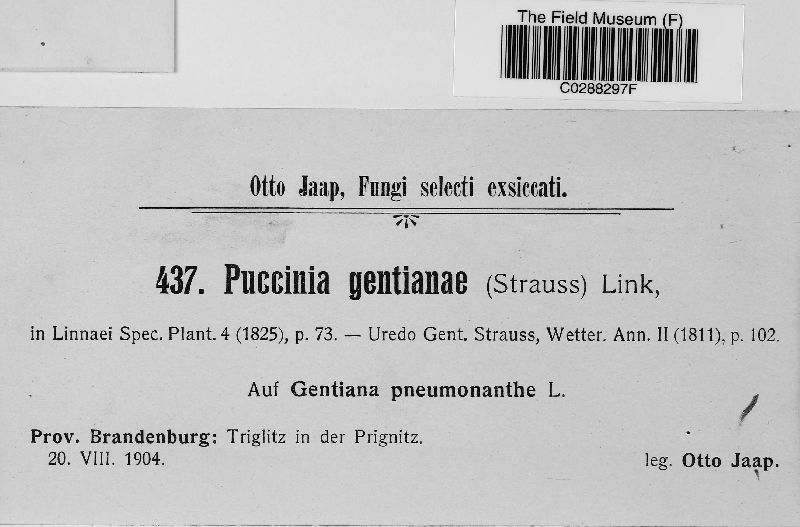 The Field Museum (F)
C0288297F
Otto Jaap, Fungi selecti exsiccati.
437. Puccinia gentianae (Strauss) Link,
in Linnaei Spec. Plant. 4 (1825), p. 73. — Uredo Gent. Strauss, Wetter. Ann. II (1811), p. 102.
Auf Gentiana pneumonanthe L.
Prov. Brandenburg: Triglitz in der Prignitz.
20. VIII. 1904.
leg. Otto Jaap.